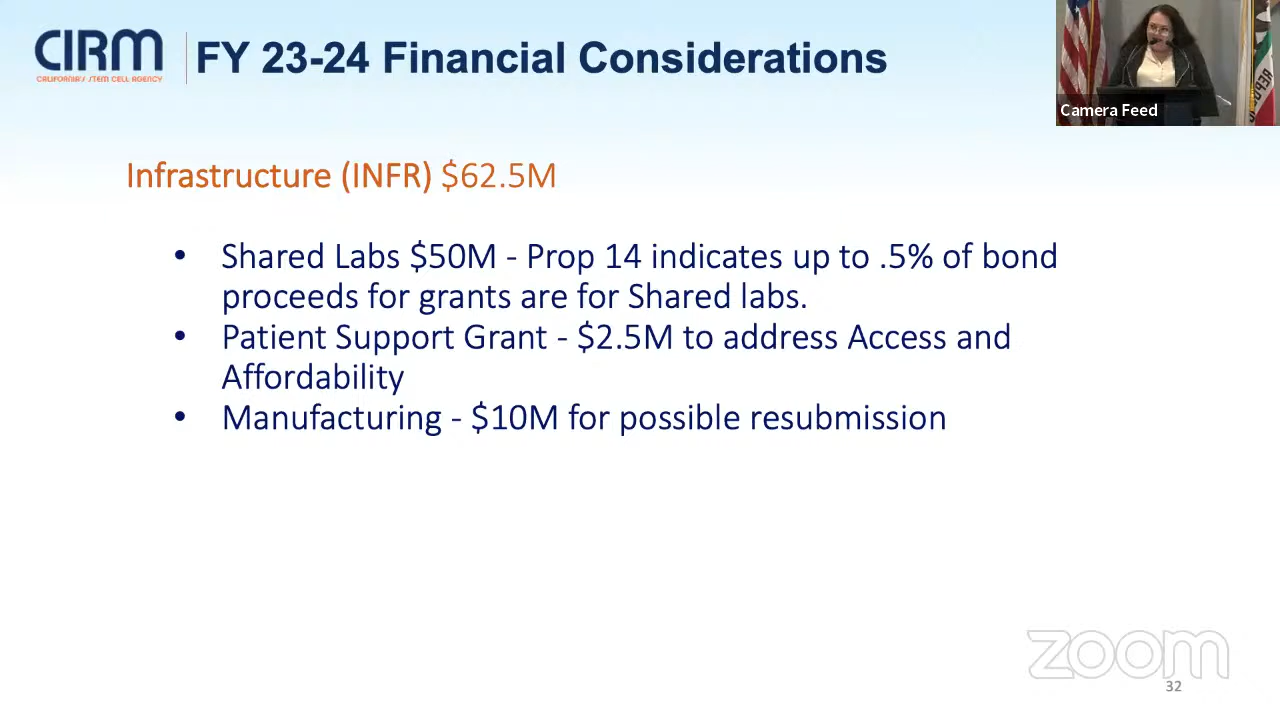 CIRM
CALIFORNIA'S STEM CELL AGENCY
FY 23-24 Financial Considerations
Camera Feed
Infrastructure (INFR) $62.5M
• Shared Labs $50M - Prop 14 indicates up to .5% of bond
proceeds for grants are for Shared labs.
• Patient Support Grant - $2.5M to address Access and
Affordability
• Manufacturing - $10M for possible resubmission
zoom
32